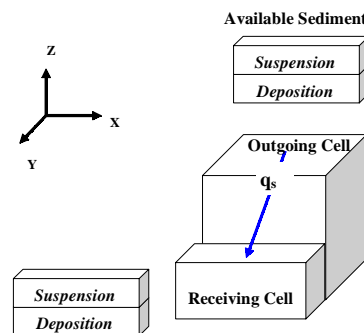 Available Sediment
Suspension
Deposition
Z
X
Y
Outgoing Cell
qs
Receiving Cell
Suspension
Deposition